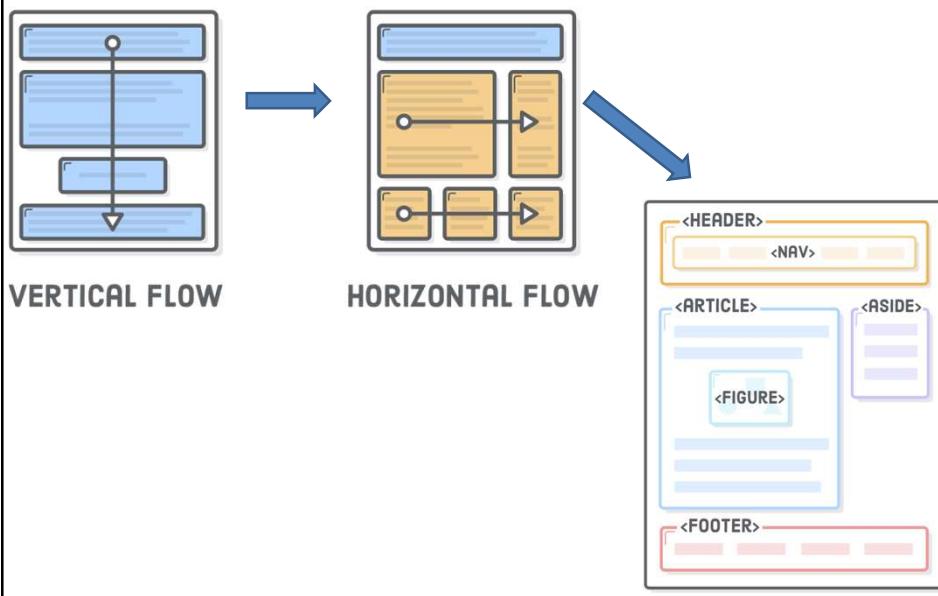 VERTICAL FLOW
HORIZONTAL FLOW
<HEADER>
<NAV>
<ARTICLE>
<ASIDE>
<FIGURE>
<FOOTER>